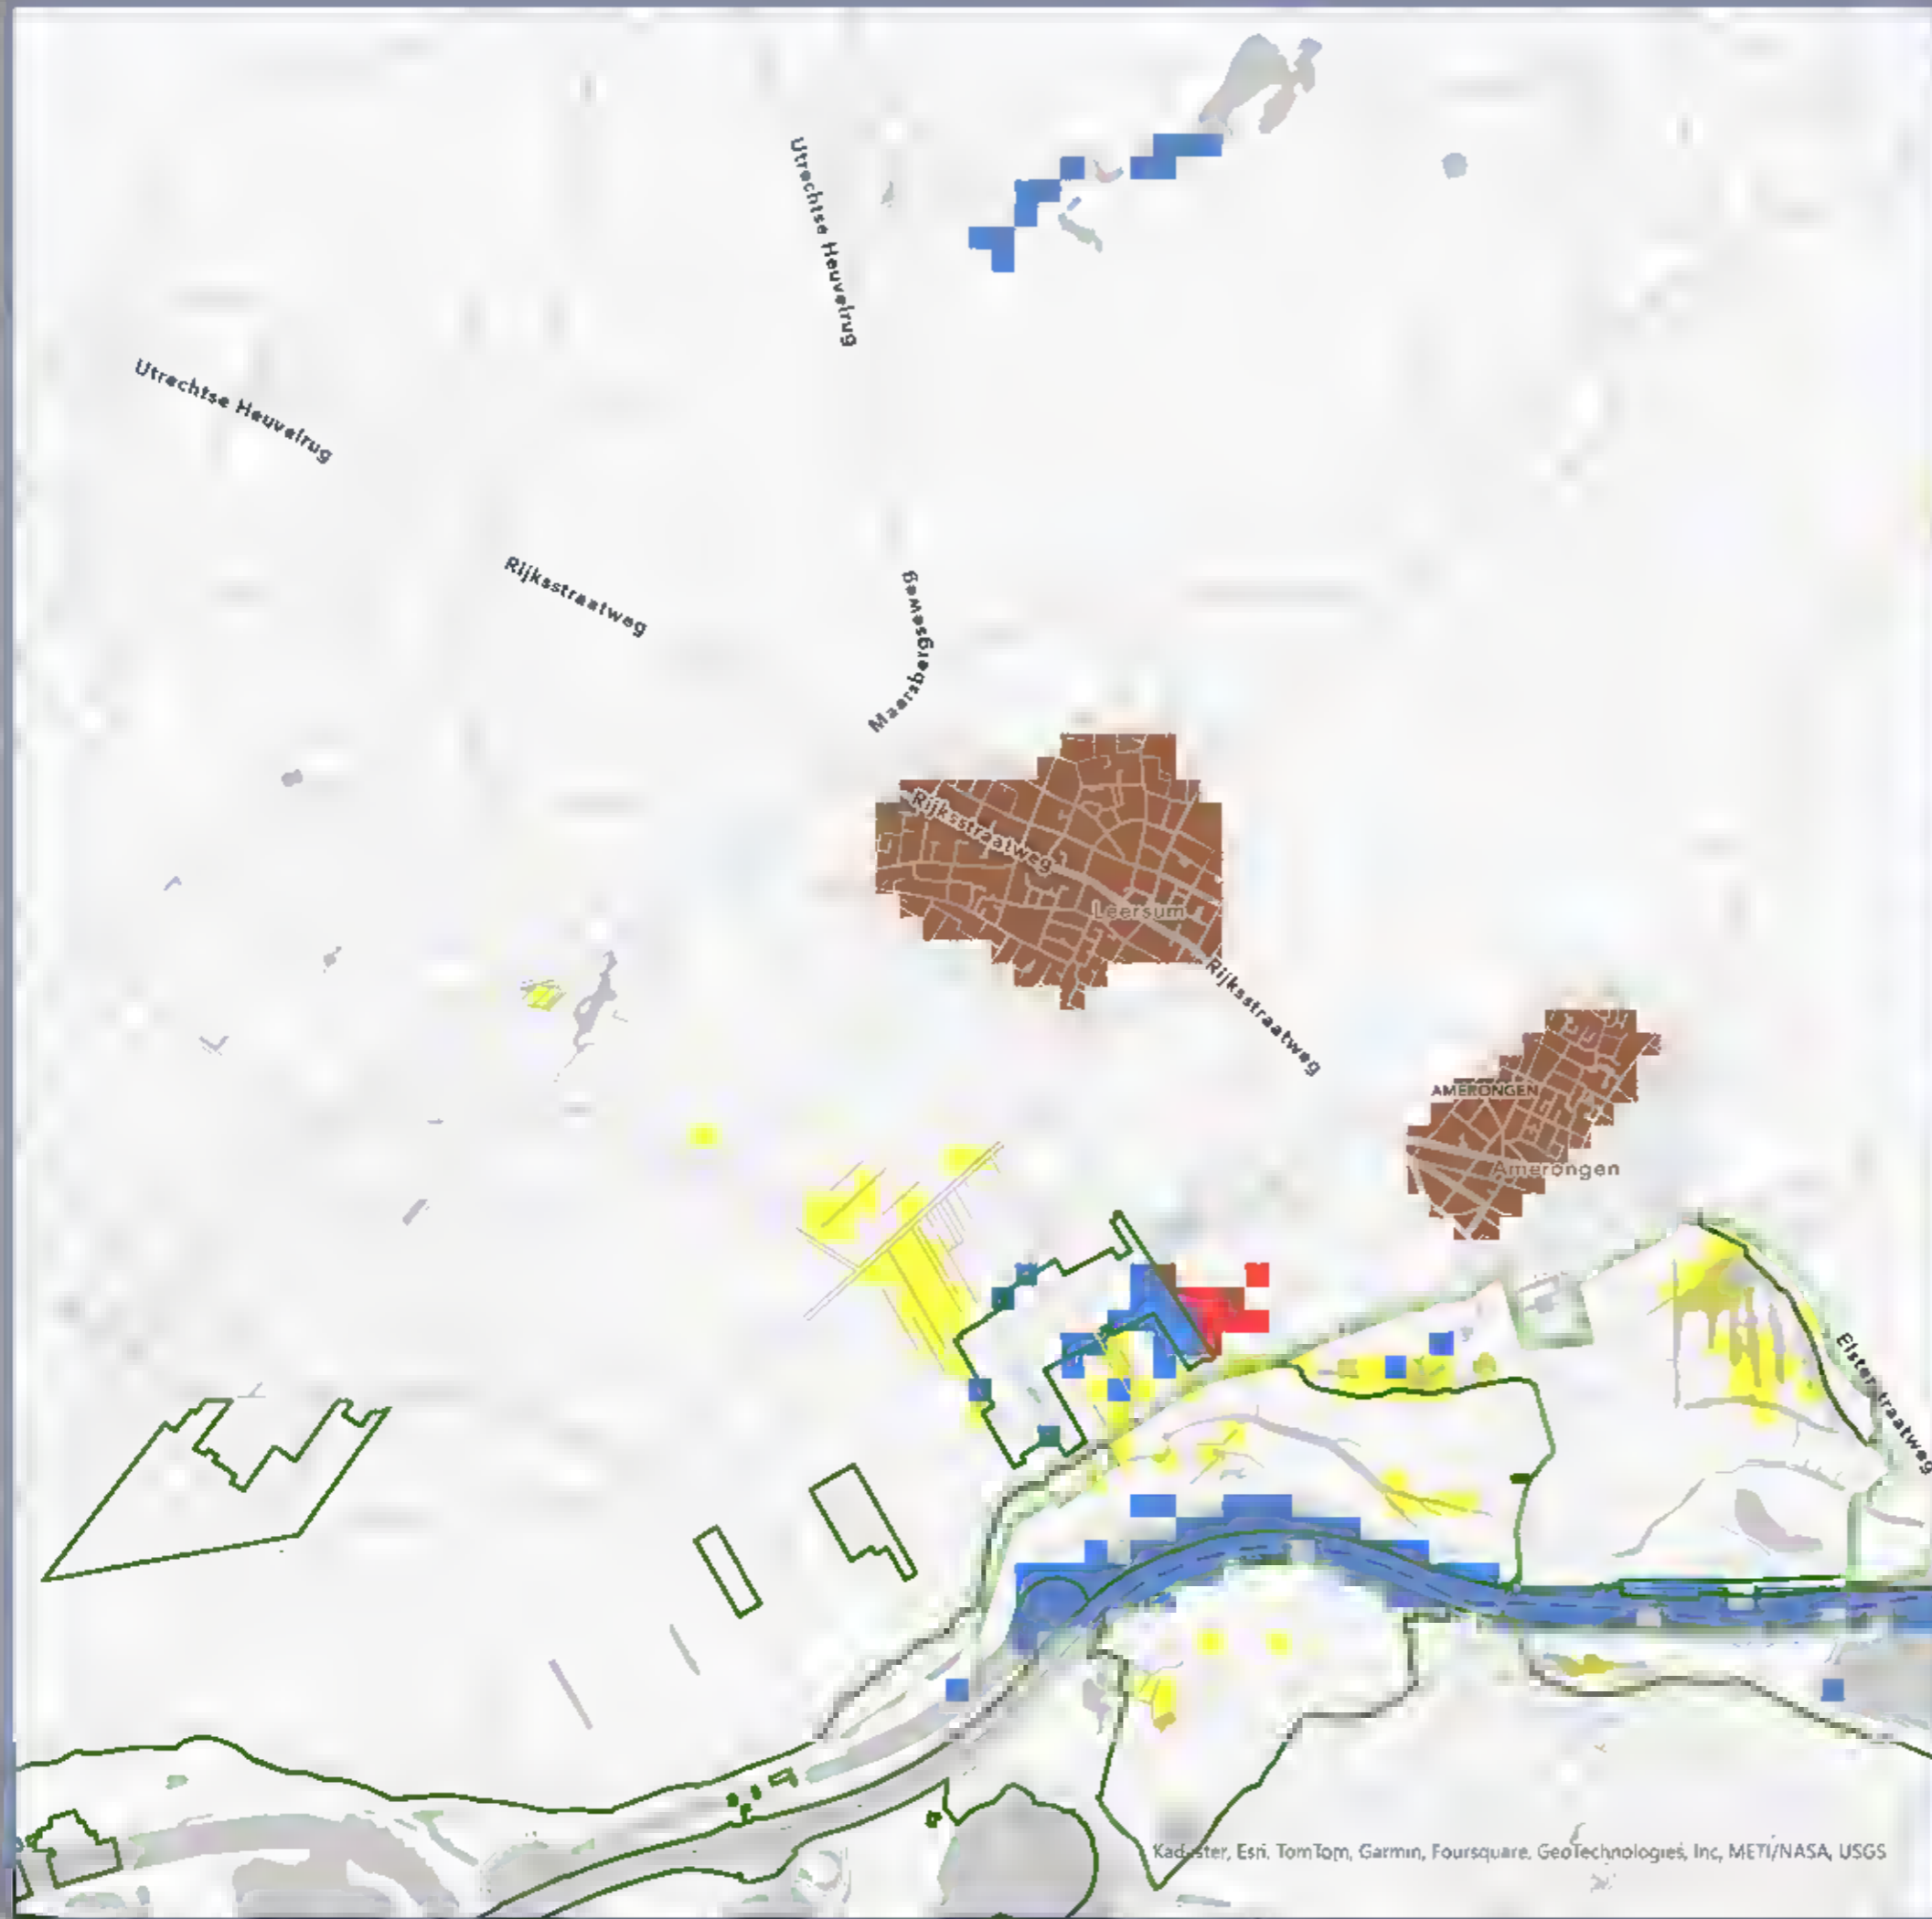 Utrechtse Heuvelrug
Utrechtse Heuvelrug
Rijksstraatweg
Maarsbergseweg
Rijksstraatweg
Leersum
Rijksstraatweg
AMERONGEN
Amerongen
Elsterstraatweg
Kadaster, Esri, TomTom, Garmin, Foursquare, GeoTechnologies, Inc, METI/NASA, USGS